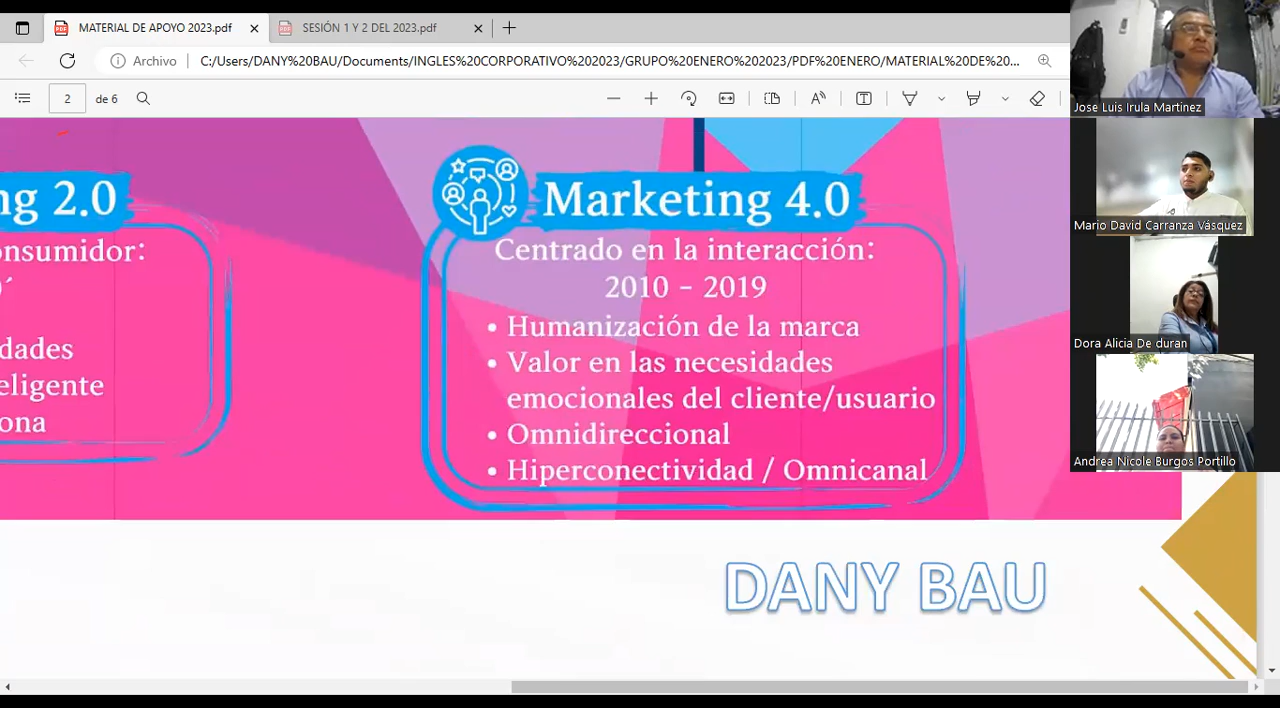 MATERIAL DE APOYO 2023.pdf
SESIÓN 1 Y 2 DEL 2023.pdf
Archivo
C:/Users/DANY%20BAU/Documents/INGLES%20CORPORATIVO%202023/GRUPO%20ENERO%202023/PDF%20ENERO/MATERIAL%20DE%20...
2
de 6
ng 2.0
onsumidor:
0´
dades
eligente
ona
Marketing 4.0
Centrado en la interacción:
2010 - 2019
• Humanización de la marca
• Valor en las necesidades
emocionales del cliente/usuario
• Omnidireccional
• Hiperconectividad / Omnicanal
DANY BAU
Jose Luis Irula Martinez
Mario David Carranza Vásquez
Dora Alicia De duran
Andrea Nicole Burgos Portillo